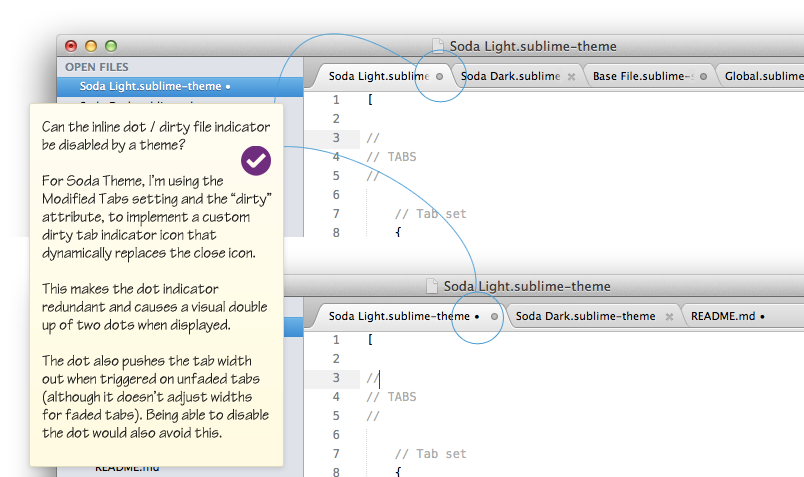 Soda Light.sublime-theme
OPEN FILES
Soda Light.sublime-theme •
Soda Light.sublime
Soda Dark.sublime
Base File.sublime-
Global.sublime
1 [
2
3 //
4 // TABS
5 //
6
7 // Tab set
8 {
Can the inline dot / dirty file indicator
be disabled by a theme?
For Soda Theme, I'm using the
Modified Tabs setting and the “dirty”
attribute, to implement a custom
dirty tab indicator icon that
dynamically replaces the close icon.
This makes the dot indicator
redundant and causes a visual double
up of two dots when displayed.
The dot also pushes the tab width
out when triggered on unfaded tabs
(although it doesn't adjust widths
for faded tabs). Being able to disable
the dot would also avoid this.
Soda Light.sublime-theme
Soda Light.sublime-theme •
Soda Dark.sublime-theme
README.md •
1 [
2
3 //
4 // TABS
5 //
6
7 // Tab set
8 {
README.md